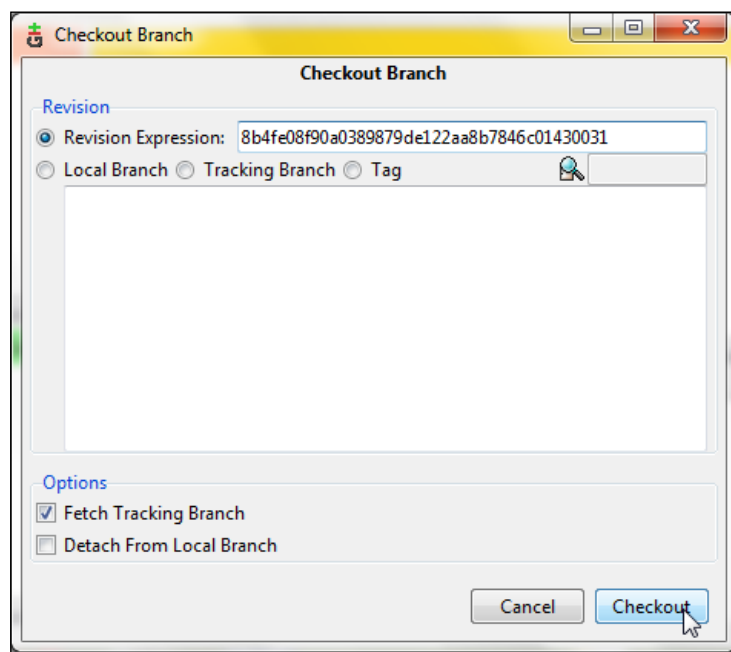 Checkout Branch
Checkout Branch
Revision
Revision Expression: 8b4fe08f90a0389879de122aa8b7846c01430031
Local Branch Tracking Branch Tag
Options
Fetch Tracking Branch
Detach From Local Branch
Cancel Checkout